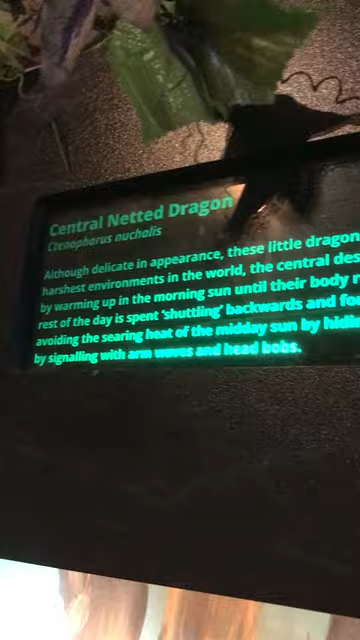 Central Netted Dragon
Ctenophorus nuchalis
Although delicate in appearance, these little dragon
harshest environments in the world, the central des
by warming up in the morning sun until their body
rest of the day is spent 'shuttling' backwards and
avoiding the searing heat of the midday sun by
by signalling with arm waves and head bobs.